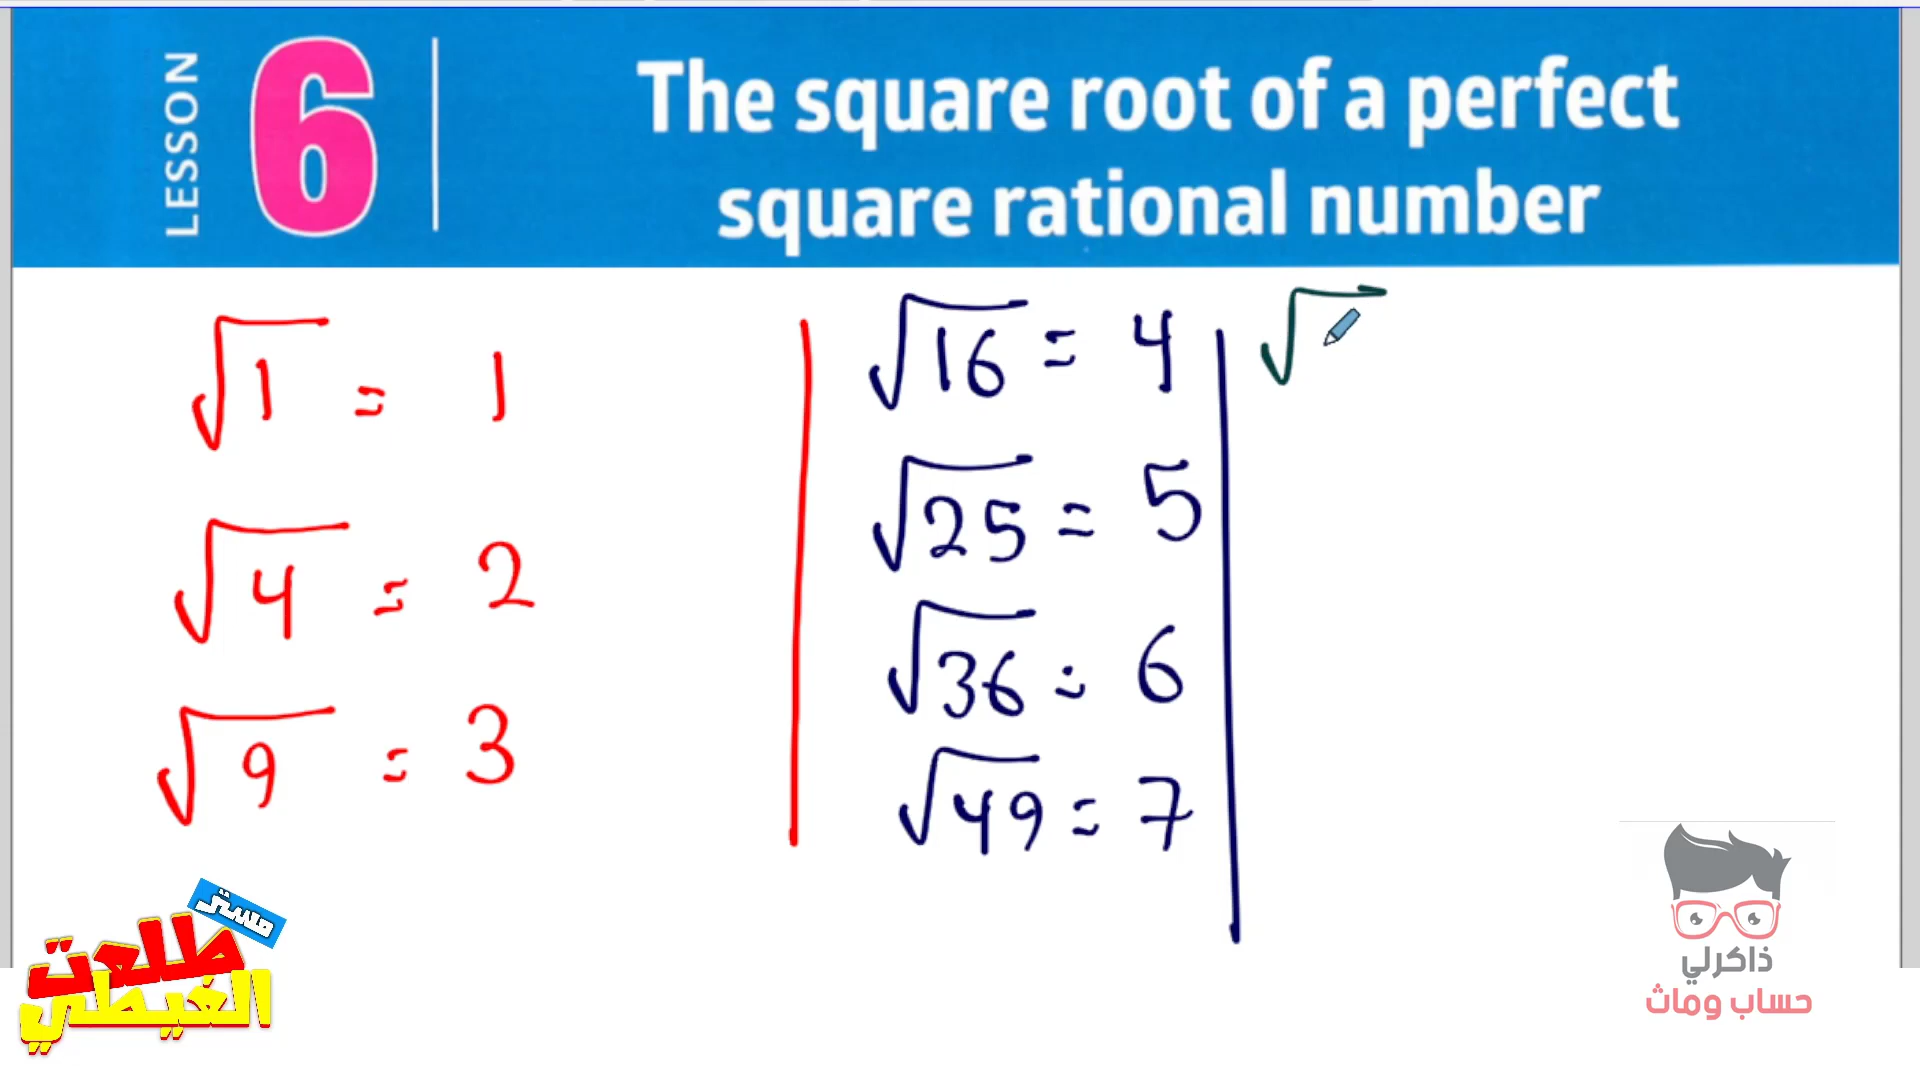 LESSON
6
The square root of a perfect
square rational number
√1 = 1
√4 = 2
√9 = 3
√16 = 4
√25 = 5
√36 = 6
√49 = 7
√
مستر
طلعت
الغيطي
ذاكرلي
حساب وماث